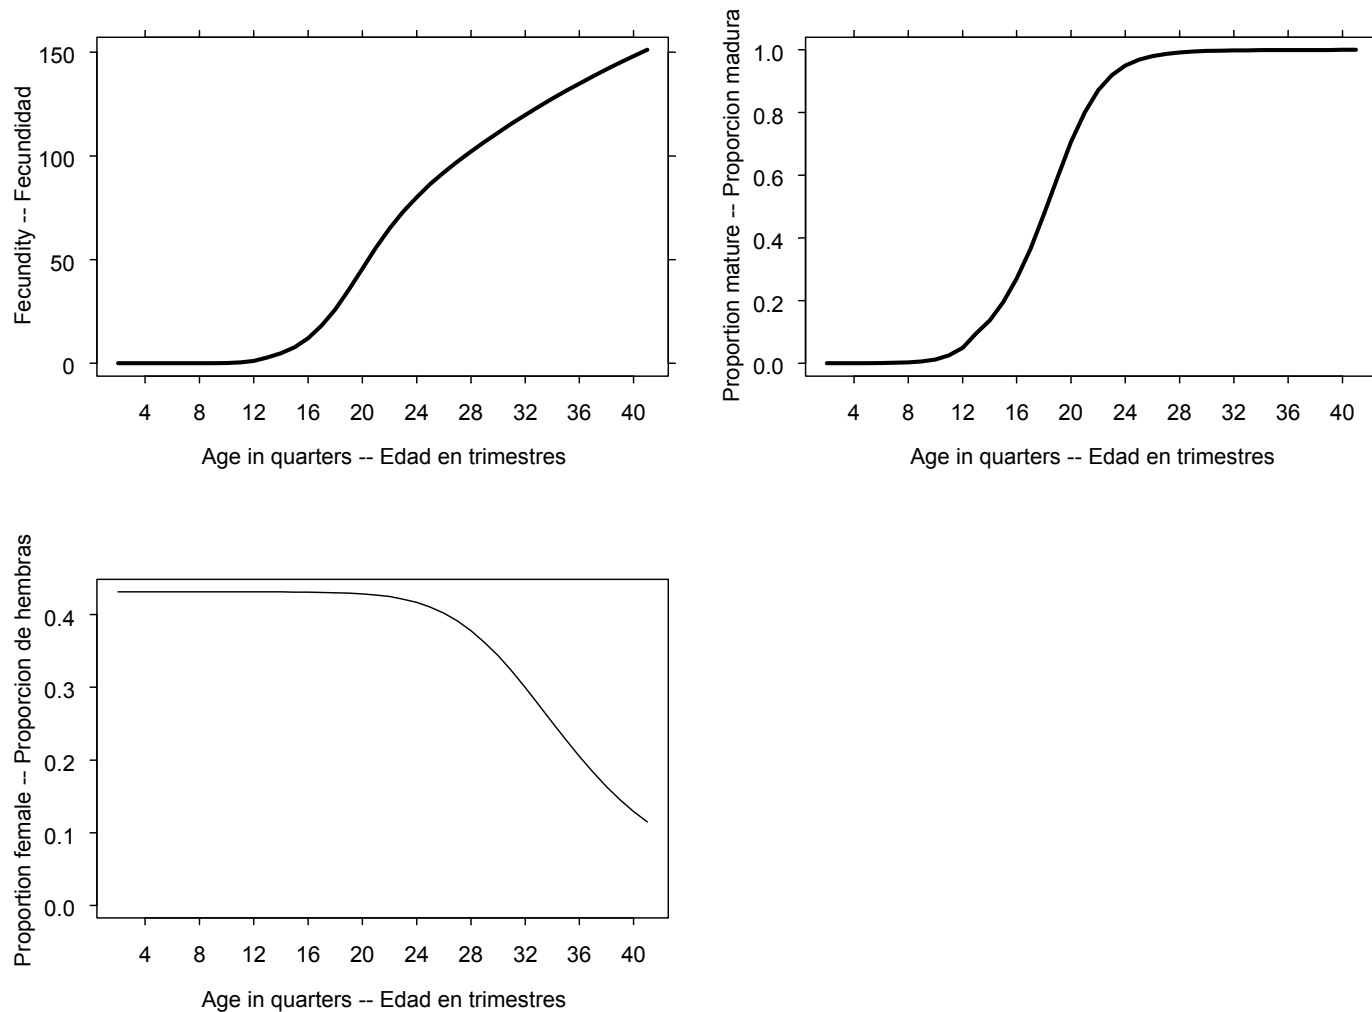 Fecundity -- Fecundidad
150
100
50
0
4 8 12 16 20 24 28 32 36 40
Age in quarters -- Edad en trimestres
Proportion mature -- Proporcion madura
1.0
0.8
0.6
0.4
0.2
0.0
4 8 12 16 20 24 28 32 36 40
Age in quarters -- Edad en trimestres
Proportion female -- Proporcion de hembras
0.4
0.3
0.2
0.1
0.0
4 8 12 16 20 24 28 32 36 40
Age in quarters -- Edad en trimestres